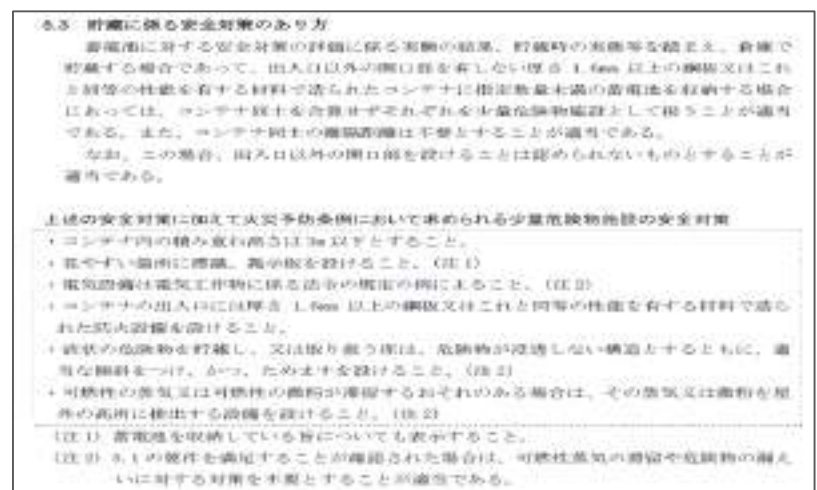 5.3 貯蔵に係る安全対策のあり方
蓄電池に対する安全対策の評価に係る実験の結果、貯蔵時の実態等を踏まえ、倉庫で
貯蔵する場合であって、出入口以外の開口部を有しない厚さ 1.6mm 以上の鋼板又はこれ
と同等の性能を有する材料で造られたコンテナに指定数量未満の蓄電池を収納する場合
にあっては、コンテナ同士を合算せずそれぞれを少量危険物施設として扱うことが適当
である。また、コンテナ同士の離隔距離は不要とすることが適当である。
なお、この場合、出入口以外の開口部を設けることは認められないものとすることが
適当である。
上述の安全対策に加えて火災予防条例において求められる少量危険物施設の安全対策
・コンテナ内の積み重ね高さは 3m 以下とすること。
・見やすい箇所に標識、掲示板を設けること。(注1)
・電気設備は電気工作物に係る法令の規定の例によること。(注2)
・コンテナの出入口には厚さ 1.6mm 以上の鋼板又はこれと同等の性能を有する材料で造ら
れた防火設備を設けること。
・液状の危険物を貯蔵し、又は取り扱う床は、危険物が浸透しない構造とするとともに、適
当な傾斜をつけ、かつ、ためますを設けること。(注2)
・可燃性の蒸気又は可燃性の微粉が滞留するおそれのある場合は、その蒸気又は微粉を屋
外の高所に排出する設備を設けること。(注2)
(注1) 蓄電池を収納している旨についても表示すること。
(注2) 5.1 の要件を満足することが確認された場合は、可燃性蒸気の滞留や危険物の漏え
いに対する対策を不要とすることが適当である。